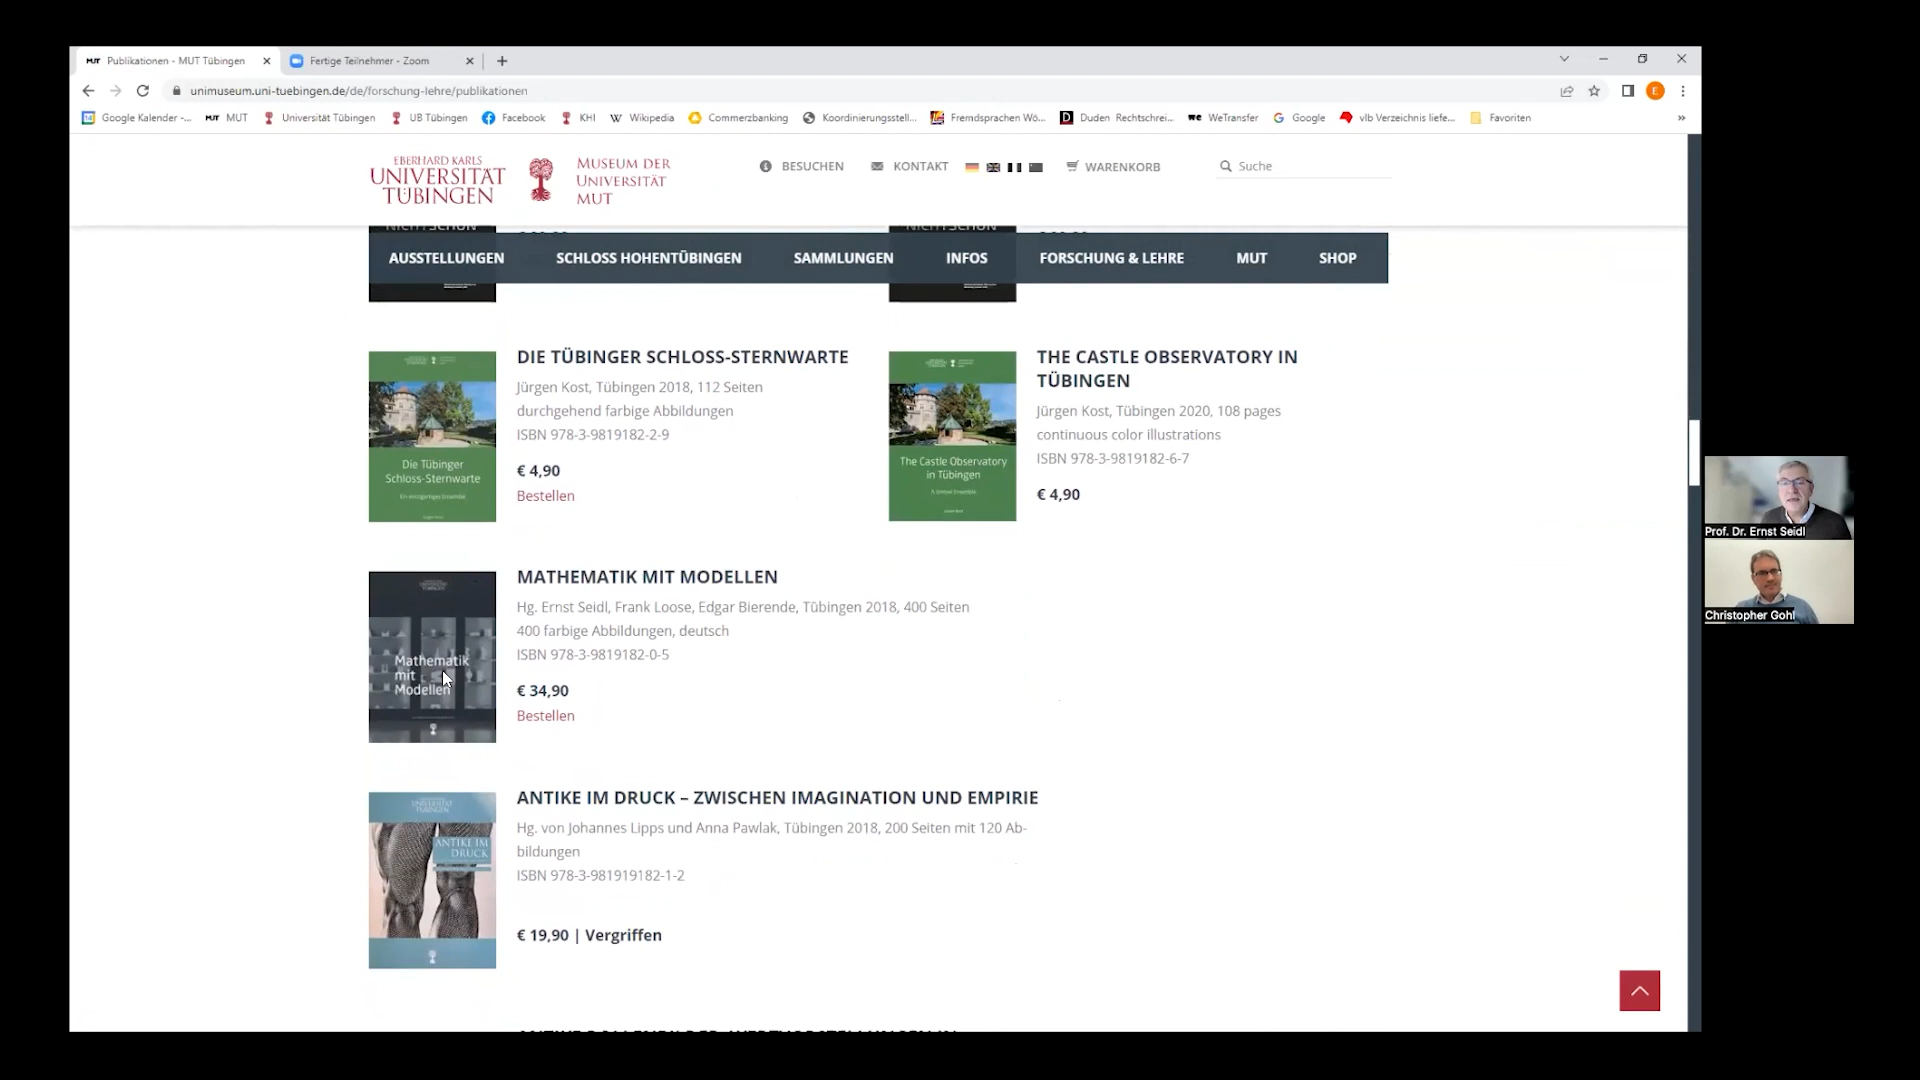 Publikationen - MUT Tübingen
Fertige Teilnehmer - Zoom
unimuseum.uni-tuebingen.de/de/forschung-lehre/publikationen
Google Kalender -...
MUT
Universität Tübingen
UB Tübingen
Facebook
KHI
Wikipedia
Commerzbanking
Koordinierungsstell...
Fremdsprachen Wö...
Duden Rechtschrei...
WeTransfer
Google
vlb Verzeichnis liefe...
Favoriten
EBERHARD KARLS
UNIVERSITÄT
TÜBINGEN
MUSEUM DER
UNIVERSITÄT
MUT
BESUCHEN
KONTAKT
WARENKORB
Suche
AUSSTELLUNGEN
SCHLOSS HOHENTÜBINGEN
SAMMLUNGEN
INFOS
FORSCHUNG & LEHRE
MUT
SHOP
Die Tübinger
Schloss-Sternwarte
DIE TÜBINGER SCHLOSS-STERNWARTE
Jürgen Kost, Tübingen 2018, 112 Seiten
durchgehend farbige Abbildungen
ISBN 978-3-9819182-2-9
€ 4,90
Bestellen
The Castle Observatory
in Tübingen
THE CASTLE OBSERVATORY IN
TÜBINGEN
Jürgen Kost, Tübingen 2020, 108 pages
continuous color illustrations
ISBN 978-3-9819182-6-7
€ 4,90
Mathematik
mit
Modellen
MATHEMATIK MIT MODELLEN
Hg. Ernst Seidl, Frank Loose, Edgar Bierende, Tübingen 2018, 400 Seiten
400 farbige Abbildungen, deutsch
ISBN 978-3-9819182-0-5
€ 34,90
Bestellen
ANTIKE IM
DRUCK
ANTIKE IM DRUCK – ZWISCHEN IMAGINATION UND EMPIRIE
Hg. von Johannes Lipps und Anna Pawlak, Tübingen 2018, 200 Seiten mit 120 Ab-
bildungen
ISBN 978-3-981919182-1-2
€ 19,90 | Vergriffen
Prof. Dr. Ernst Seidl
Christopher Gohl